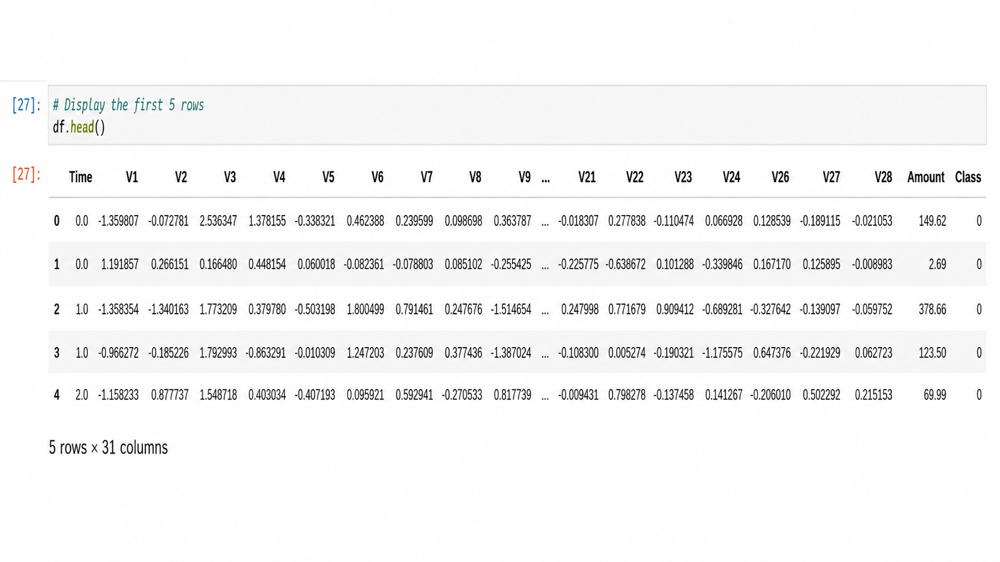 [27]: # Display the first 5 rows
df.head()
[27]: Time V1 V2 V3 V4 V5 V6 V7 V8 V9 ... V21 V22 V23 V24 V26 V27 V28 Amount Class
0 0.0 -1.359807 -0.072781 2.536347 1.378155 -0.338321 0.462388 0.239599 0.098698 0.363787 ... -0.018307 0.277838 -0.110474 0.066928 0.128539 -0.189115 -0.021053 149.62 0
1 0.0 1.191857 0.266151 0.166480 0.448154 0.060018 -0.082361 -0.078803 0.085102 -0.255425 ... -0.225775 -0.638672 0.101288 -0.339846 0.167170 0.125895 -0.008983 2.69 0
2 1.0 -1.358354 -1.340163 1.773209 0.379780 -0.503198 1.800499 0.791461 0.247676 -1.514654 ... 0.247998 0.771679 0.909412 -0.689281 -0.327642 -0.139097 -0.059752 378.66 0
3 1.0 -0.966272 -0.185226 1.792993 -0.863291 -0.010309 1.247203 0.237609 0.377436 -1.387024 ... -0.108300 0.005274 -0.190321 -1.175575 0.647376 -0.221929 0.062723 123.50 0
4 2.0 -1.158233 0.877737 1.548718 0.403034 -0.407193 0.095921 0.592941 -0.270533 0.817739 ... -0.009431 0.798278 -0.137458 0.141267 -0.206010 0.502292 0.215153 69.99 0
5 rows × 31 columns